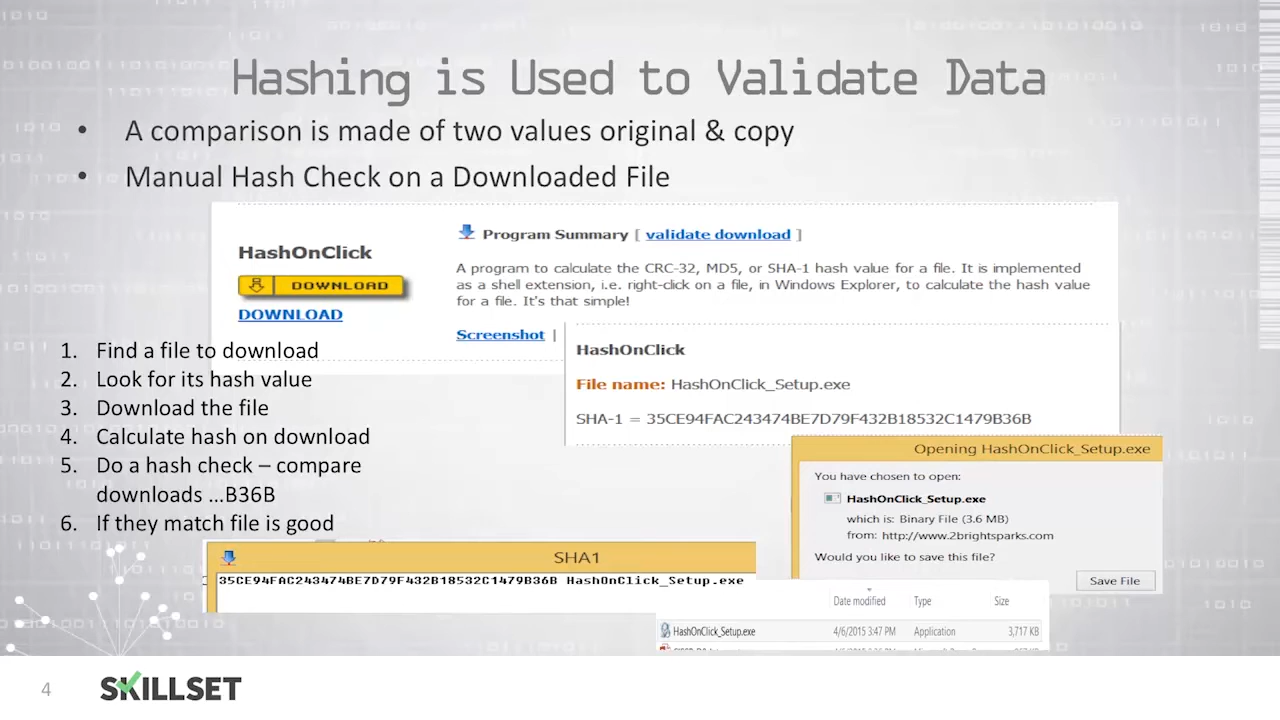 Hashing is Used to Validate Data
• A comparison is made of two values original & copy
• Manual Hash Check on a Downloaded File
HashOnClick
DOWNLOAD
DOWNLOAD
Program Summary [ validate download ]
A program to calculate the CRC-32, MD5, or SHA-1 hash value for a file. It is implemented
as a shell extension, i.e. right-click on a file, in Windows Explorer, to calculate the hash value
for a file. It's that simple!
Screenshot |
HashOnClick
File name: HashOnClick_Setup.exe
SHA-1 = 35CE94FAC243474BE7D79F432B18532C1479B36B
1. Find a file to download
2. Look for its hash value
3. Download the file
4. Calculate hash on download
5. Do a hash check – compare
downloads …B36B
6. If they match file is good
Opening HashOnClick_Setup.exe
You have chosen to open:
HashOnClick_Setup.exe
which is: Binary File (3.6 MB)
from: http://www.2brightsparks.com
Would you like to save this file?
Save File
SHA1
35CE94FAC243474BE7D79F432B18532C1479B36B HashOnClick_Setup.exe
Date modified Type Size
HashOnClick_Setup.exe 4/6/2015 3:47 PM Application 3,717 KB
4
SKILLSET